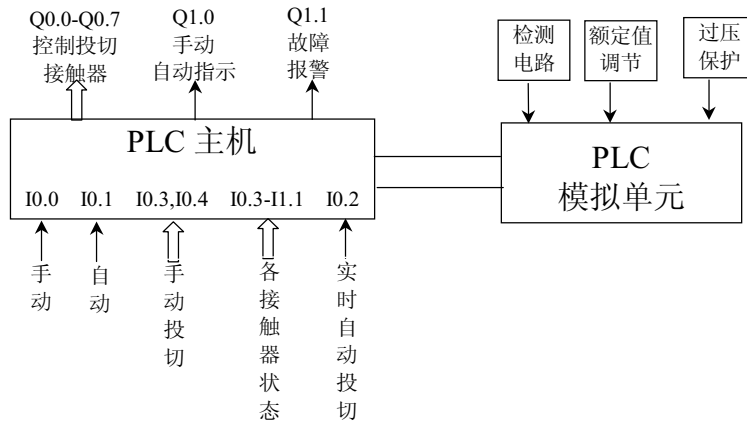 Q0.0-Q0.7
控制投切
接触器
Q1.0
手动
自动指示
Q1.1
故障
报警
检测
电路
额定值
调节
过压
保护
PLC 主机
PLC
模拟单元
I0.0
I0.1
I0.3,I0.4
I0.3-I1.1
I0.2
手动
自动
手动投切
各接触器状态
实时自动投切